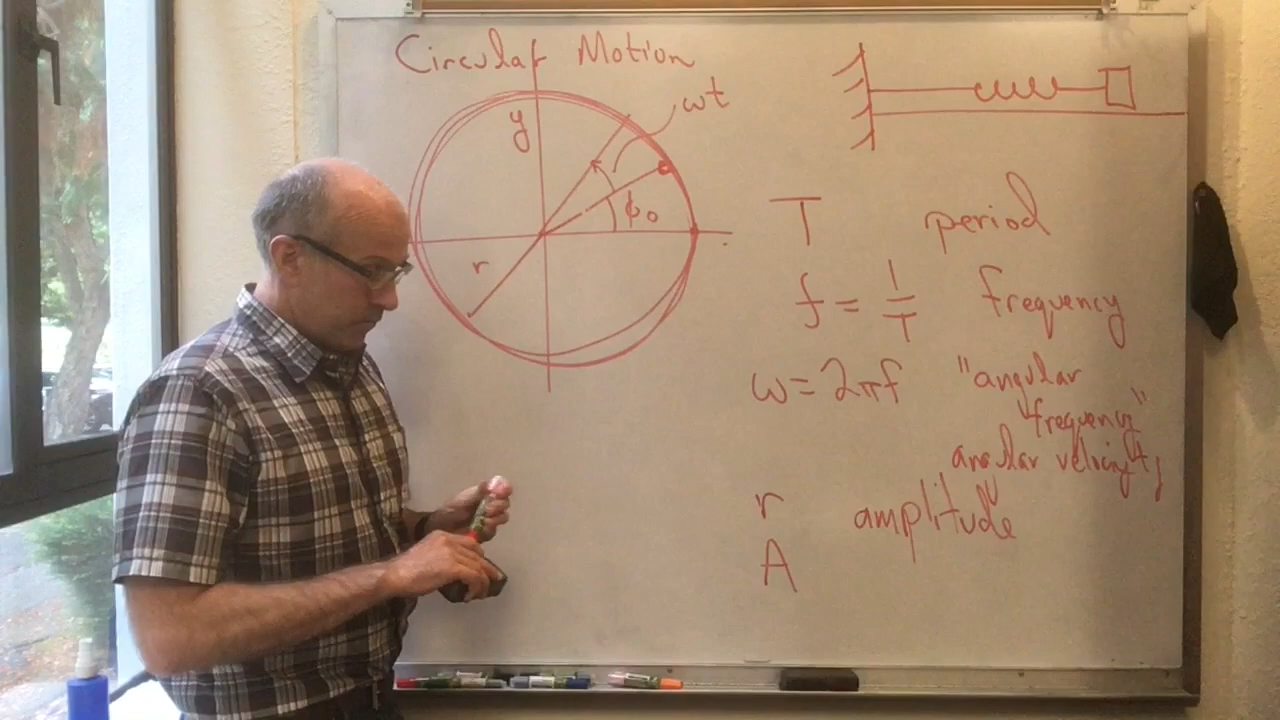 Circular Motion
y
ωt
ϕ₀
r
T period
f = 1/T frequency
ω = 2πf "angular
frequency"
angular velocity
r amplitude
A